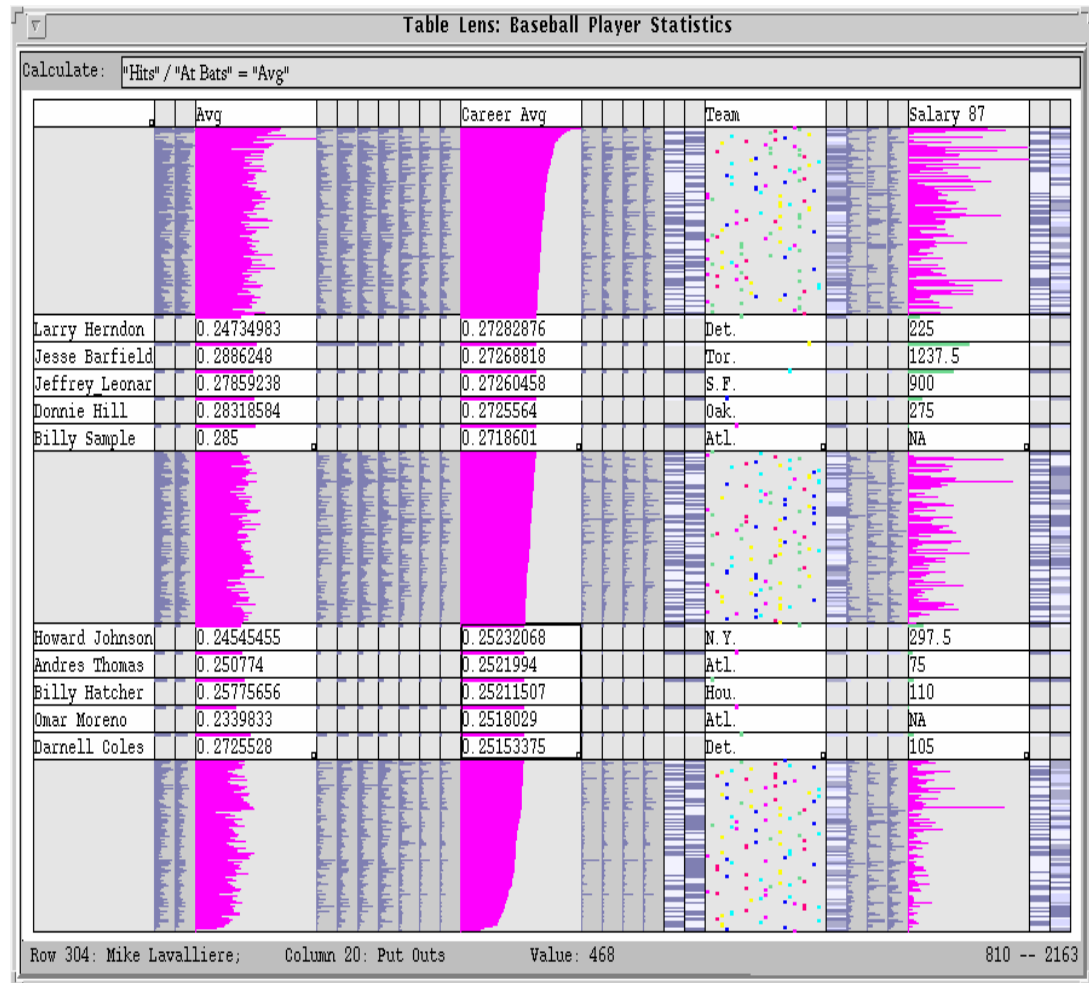 Table Lens: Baseball Player Statistics
Calculate: "Hits" / "At Bats" = "Avg"
Avg Career Avg Team Salary 87
Larry Herndon 0.24734983 0.27282876 Det. 225
Jesse Barfield 0.2886248 0.27268818 Tor. 1237.5
Jeffrey_Leonar 0.27859238 0.27260458 S.F. 900
Donnie Hill 0.28318584 0.2725564 Oak. 275
Billy Sample 0.285 0.2718601 Atl. NA
Howard Johnson 0.24545455 0.25232068 N.Y. 297.5
Andres Thomas 0.250774 0.2521994 Atl. 75
Billy Hatcher 0.25775656 0.25211507 Hou. 110
Omar Moreno 0.2339833 0.2518029 Atl. NA
Darnell Coles 0.2725528 0.25153375 Det. 105
Row 304: Mike Lavalliere; Column 20: Put Outs Value: 468 810 -- 2163